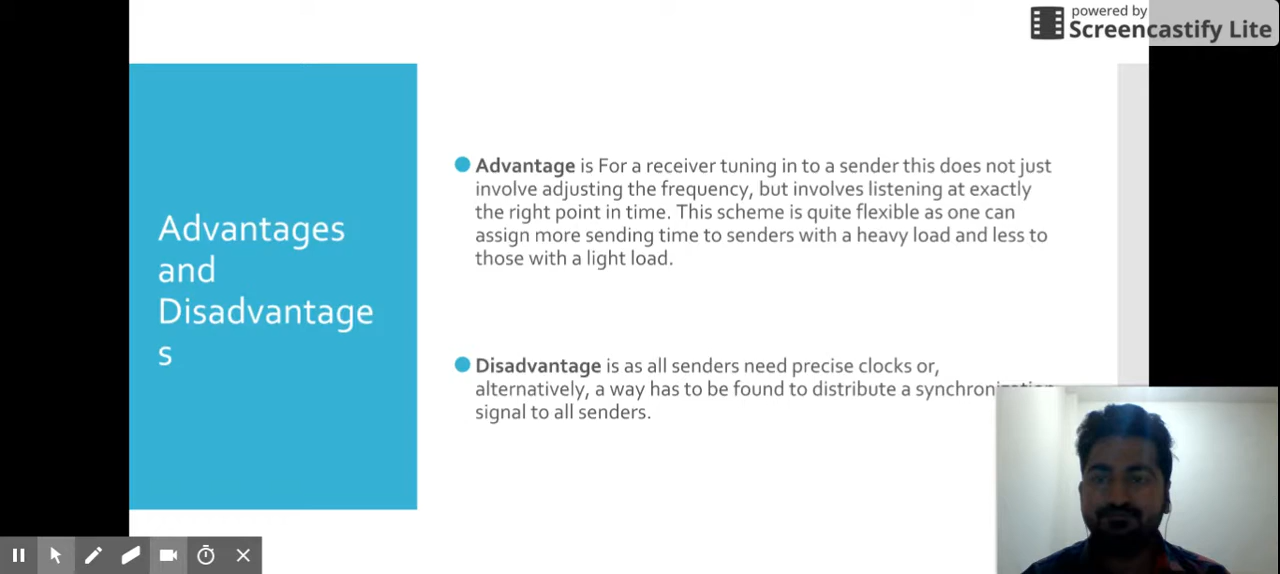 powered by
Screencastify Lite
Advantages
and
Disadvantage
s
Advantage is For a receiver tuning in to a sender this does not just
involve adjusting the frequency, but involves listening at exactly
the right point in time. This scheme is quite flexible as one can
assign more sending time to senders with a heavy load and less to
those with a light load.
Disadvantage is as all senders need precise clocks or,
alternatively, a way has to be found to distribute a
signal to all senders.